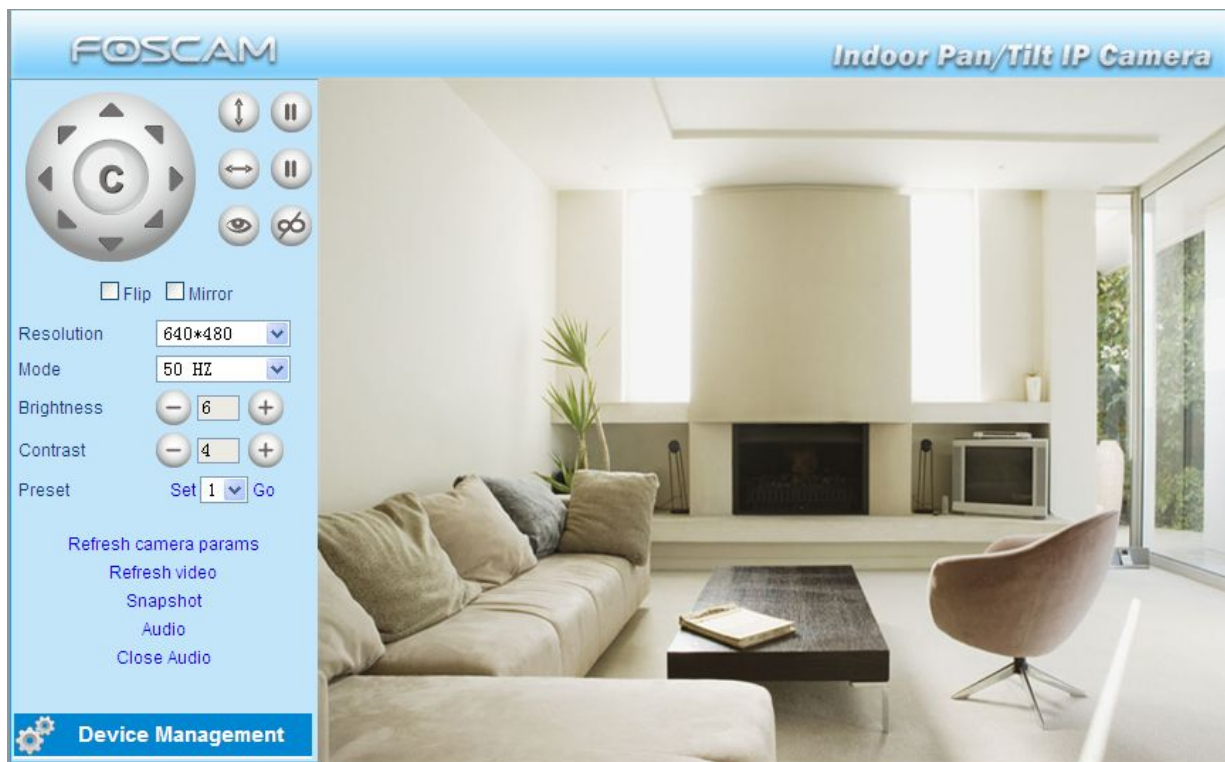 FOSCAM
Indoor Pan/Tilt IP Camera
C
Flip Mirror
Resolution 640*480
Mode 50 HZ
Brightness 6
Contrast 4
Preset Set 1 Go
Refresh camera params
Refresh video
Snapshot
Audio
Close Audio
Device Management